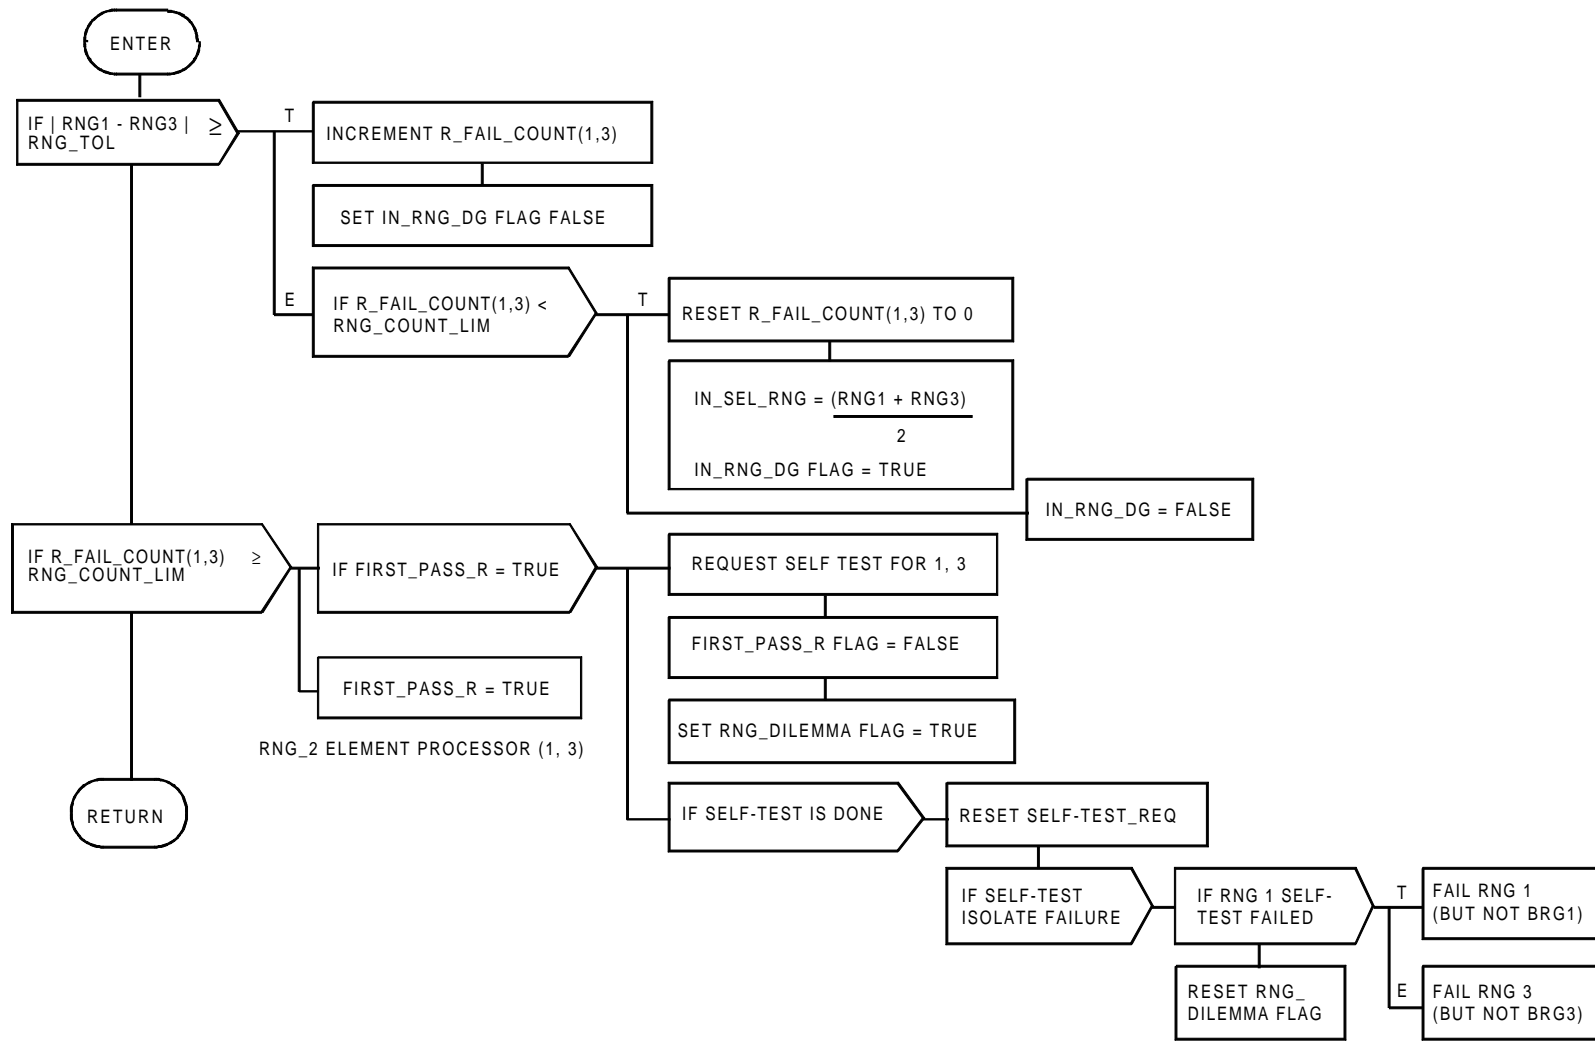 ENTER
IF | RNG1 - RNG3 | ≥
RNG_TOL
T
INCREMENT R_FAIL_COUNT(1,3)
SET IN_RNG_DG FLAG FALSE
E
IF R_FAIL_COUNT(1,3) <
RNG_COUNT_LIM
T
RESET R_FAIL_COUNT(1,3) TO 0
IN_SEL_RNG = (RNG1 + RNG3)
2
IN_RNG_DG FLAG = TRUE
IN_RNG_DG = FALSE
IF R_FAIL_COUNT(1,3) ≥
RNG_COUNT_LIM
IF FIRST_PASS_R = TRUE
REQUEST SELF TEST FOR 1, 3
FIRST_PASS_R FLAG = FALSE
SET RNG_DILEMMA FLAG = TRUE
FIRST_PASS_R = TRUE
RNG_2 ELEMENT PROCESSOR (1, 3)
RETURN
IF SELF-TEST IS DONE
RESET SELF-TEST_REQ
IF SELF-TEST
ISOLATE FAILURE
IF RNG 1 SELF-
TEST FAILED
T
FAIL RNG 1
(BUT NOT BRG1)
RESET RNG_
DILEMMA FLAG
E
FAIL RNG 3
(BUT NOT BRG3)